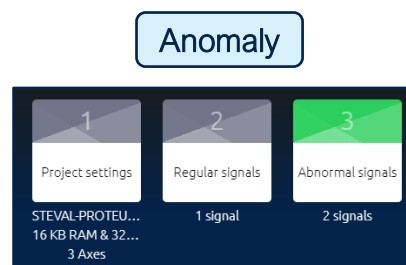 Anomaly
1 2 3
Project settings Regular signals Abnormal signals
STEVAL-PROTEU... 1 signal 2 signals
16 KB RAM & 32...
3 Axes